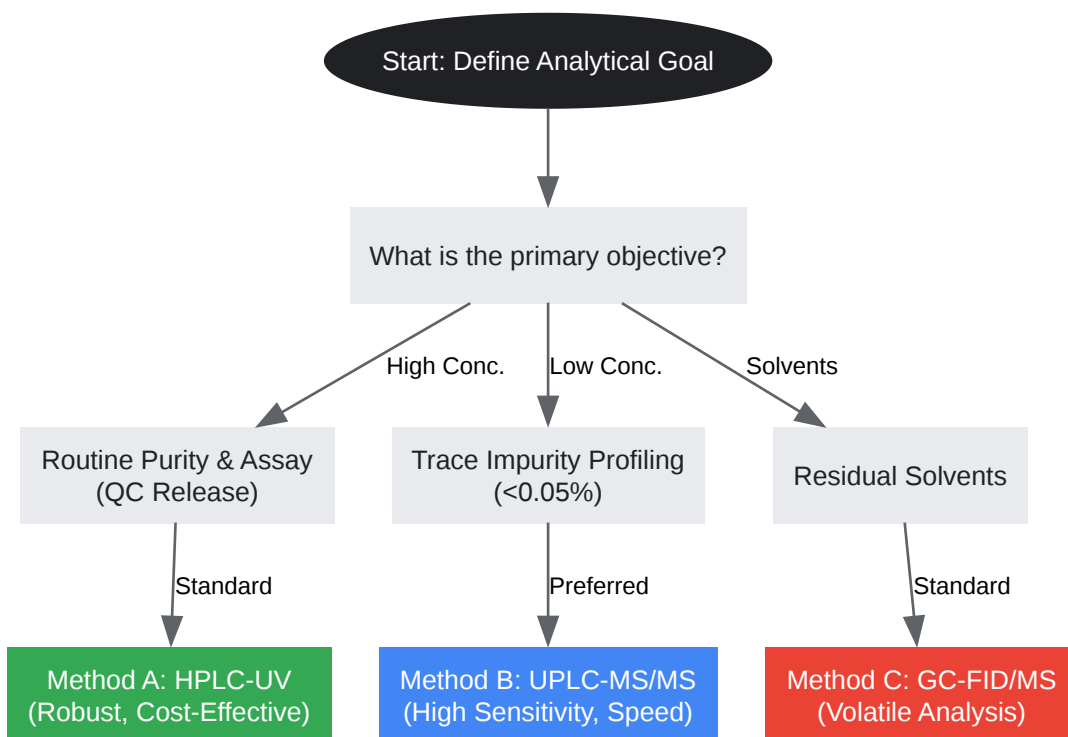 Start: Define Analytical Goal
What is the primary objective?
High Conc.
Low Conc.
Solvents
Routine Purity & Assay
(QC Release)
Trace Impurity Profiling
(<0.05%)
Residual Solvents
Standard
Preferred
Standard
Method A: HPLC-UV
(Robust, Cost-Effective)
Method B: UPLC-MS/MS
(High Sensitivity, Speed)
Method C: GC-FID/MS
(Volatile Analysis)